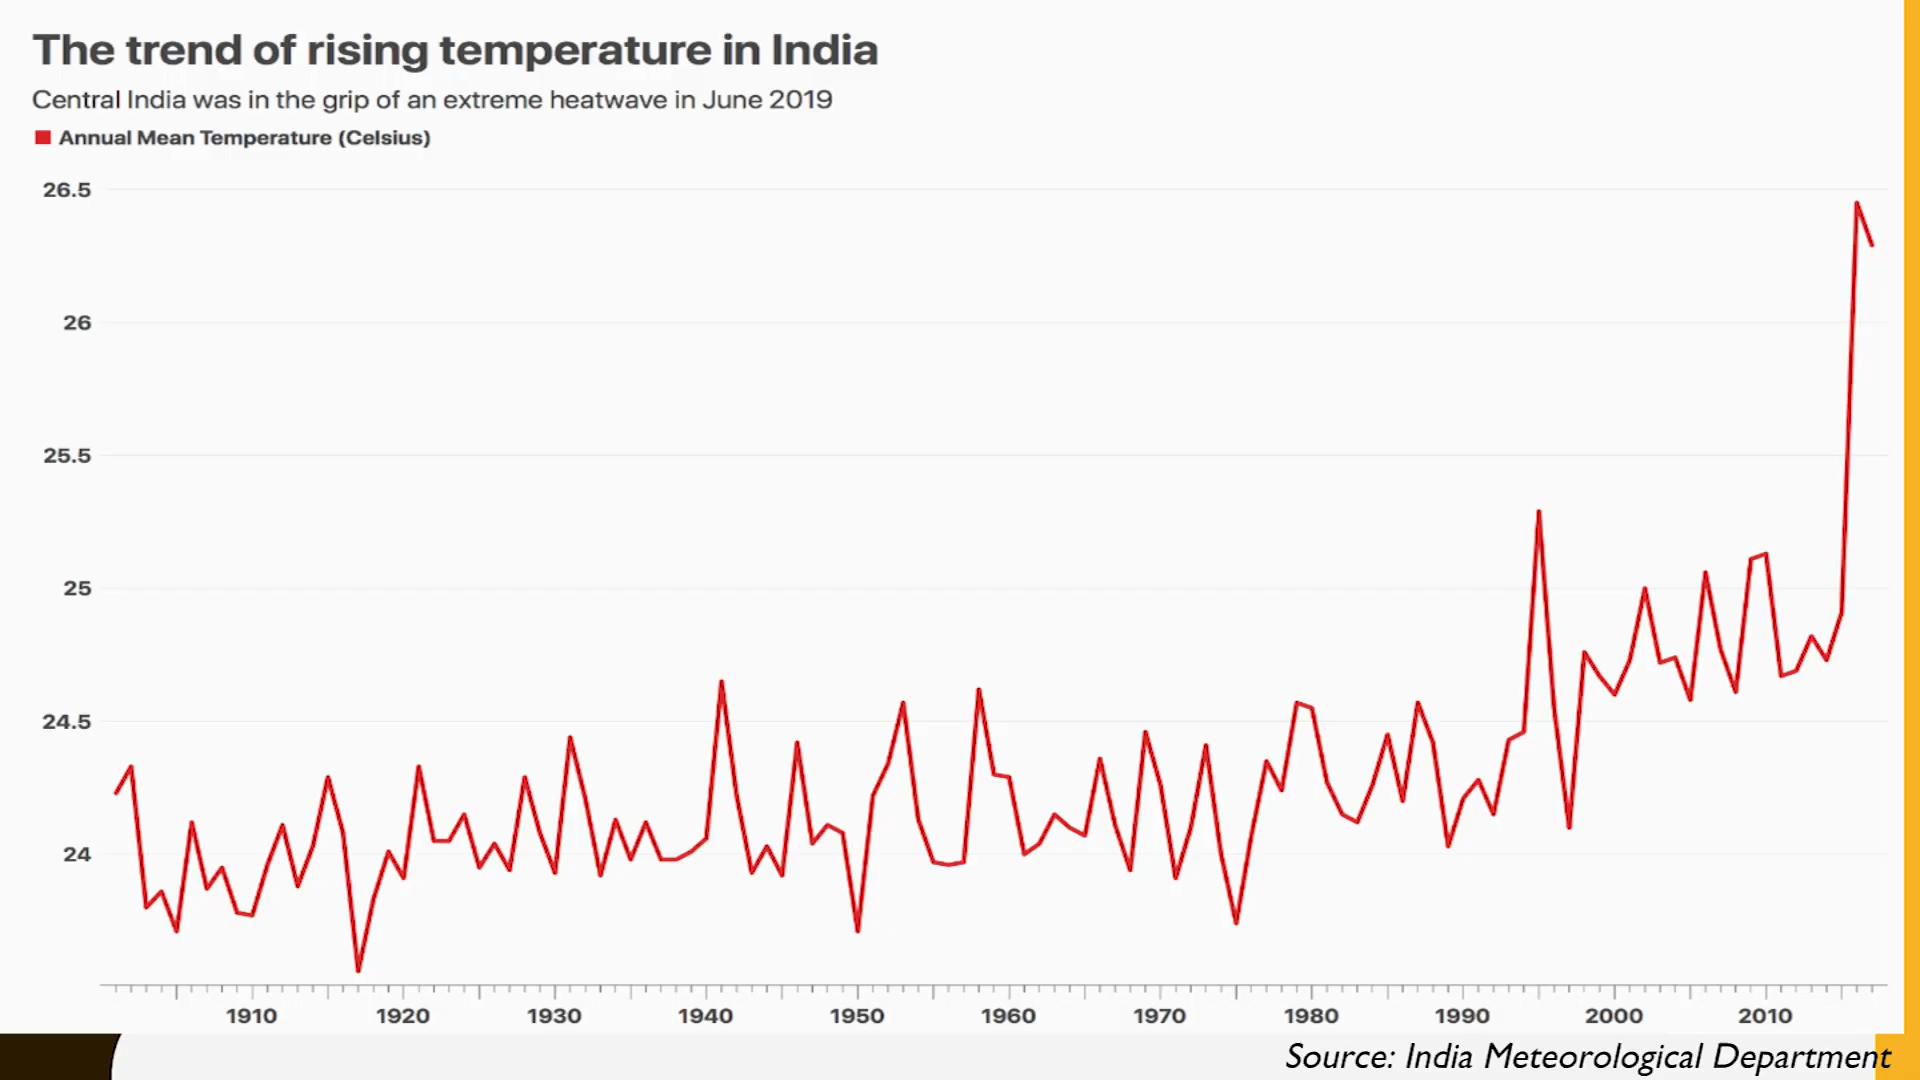 The trend of rising temperature in India
Central India was in the grip of an extreme heatwave in June 2019
Annual Mean Temperature (Celsius)
26.5
26
25.5
25
24.5
24
1910 1920 1930 1940 1950 1960 1970 1980 1990 2000 2010
Source: India Meteorological Department